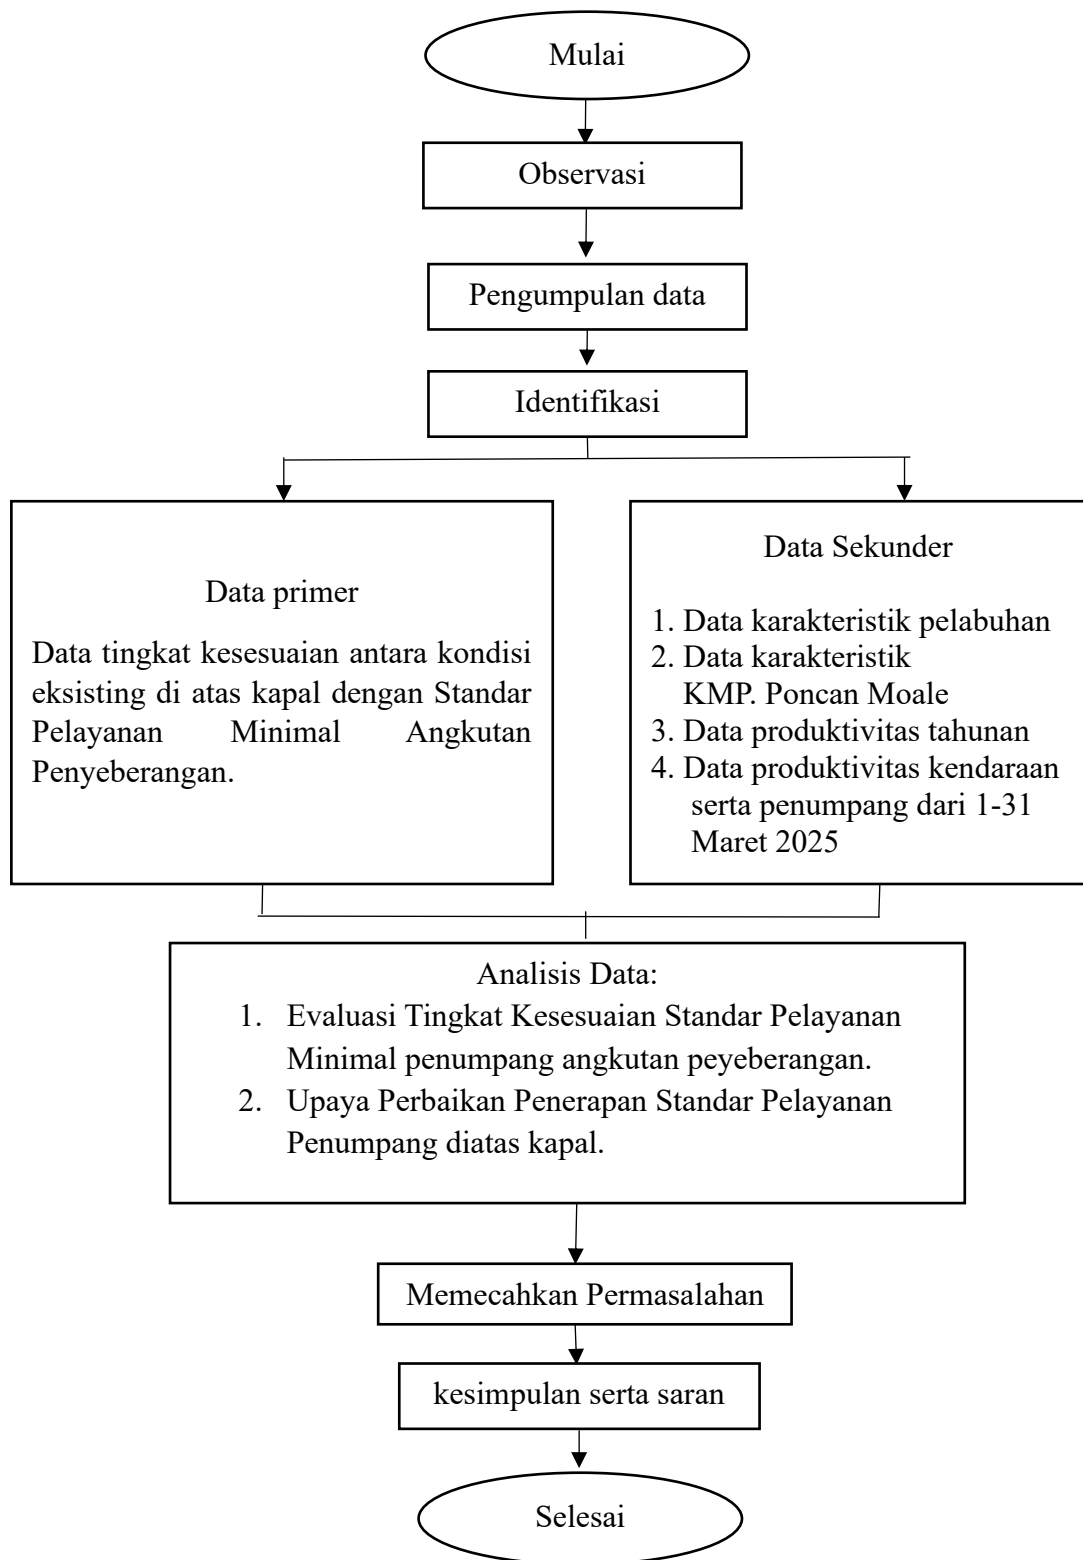 Mulai
Observasi
Pengumpulan data
Identifikasi
Data primer
Data tingkat kesesuaian antara kondisi
eksisting di atas kapal dengan Standar
Pelayanan Minimal Angkutan
Penyeberangan.
Data Sekunder
1. Data karakteristik pelabuhan
2. Data karakteristik
KMP. Poncan Moale
3. Data produktivitas tahunan
4. Data produktivitas kendaraan
serta penumpang dari 1-31
Maret 2025
Analisis Data:
1. Evaluasi Tingkat Kesesuaian Standar Pelayanan
Minimal penumpang angkutan peyeberangan.
2. Upaya Perbaikan Penerapan Standar Pelayanan
Penumpang diatas kapal.
Memecahkan Permasalahan
kesimpulan serta saran
Selesai